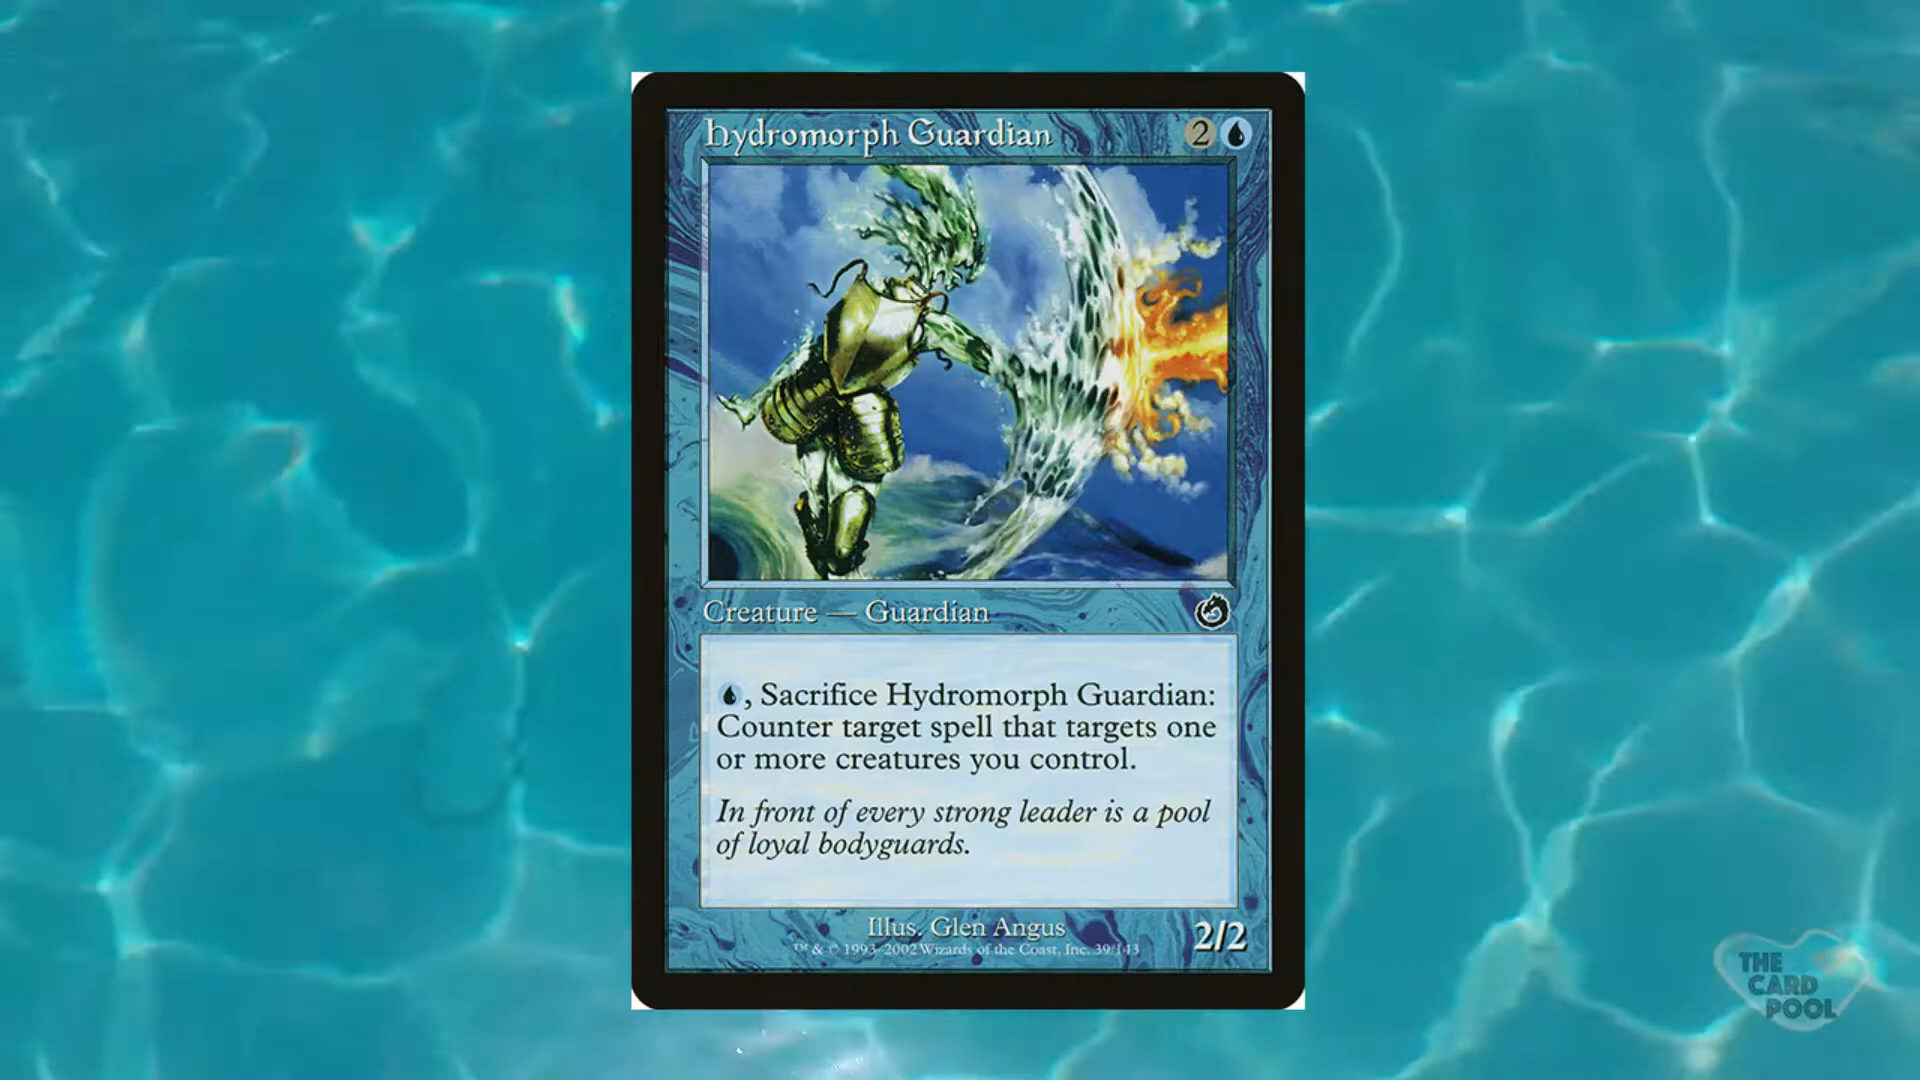 Hydromorph Guardian 2
Creature — Guardian
, Sacrifice Hydromorph Guardian:
Counter target spell that targets one
or more creatures you control.
In front of every strong leader is a pool
of loyal bodyguards.
Illus. Glen Angus
™ & © 1993-2002 Wizards of the Coast, Inc. 39/143
2/2
THE
CARD
POOL